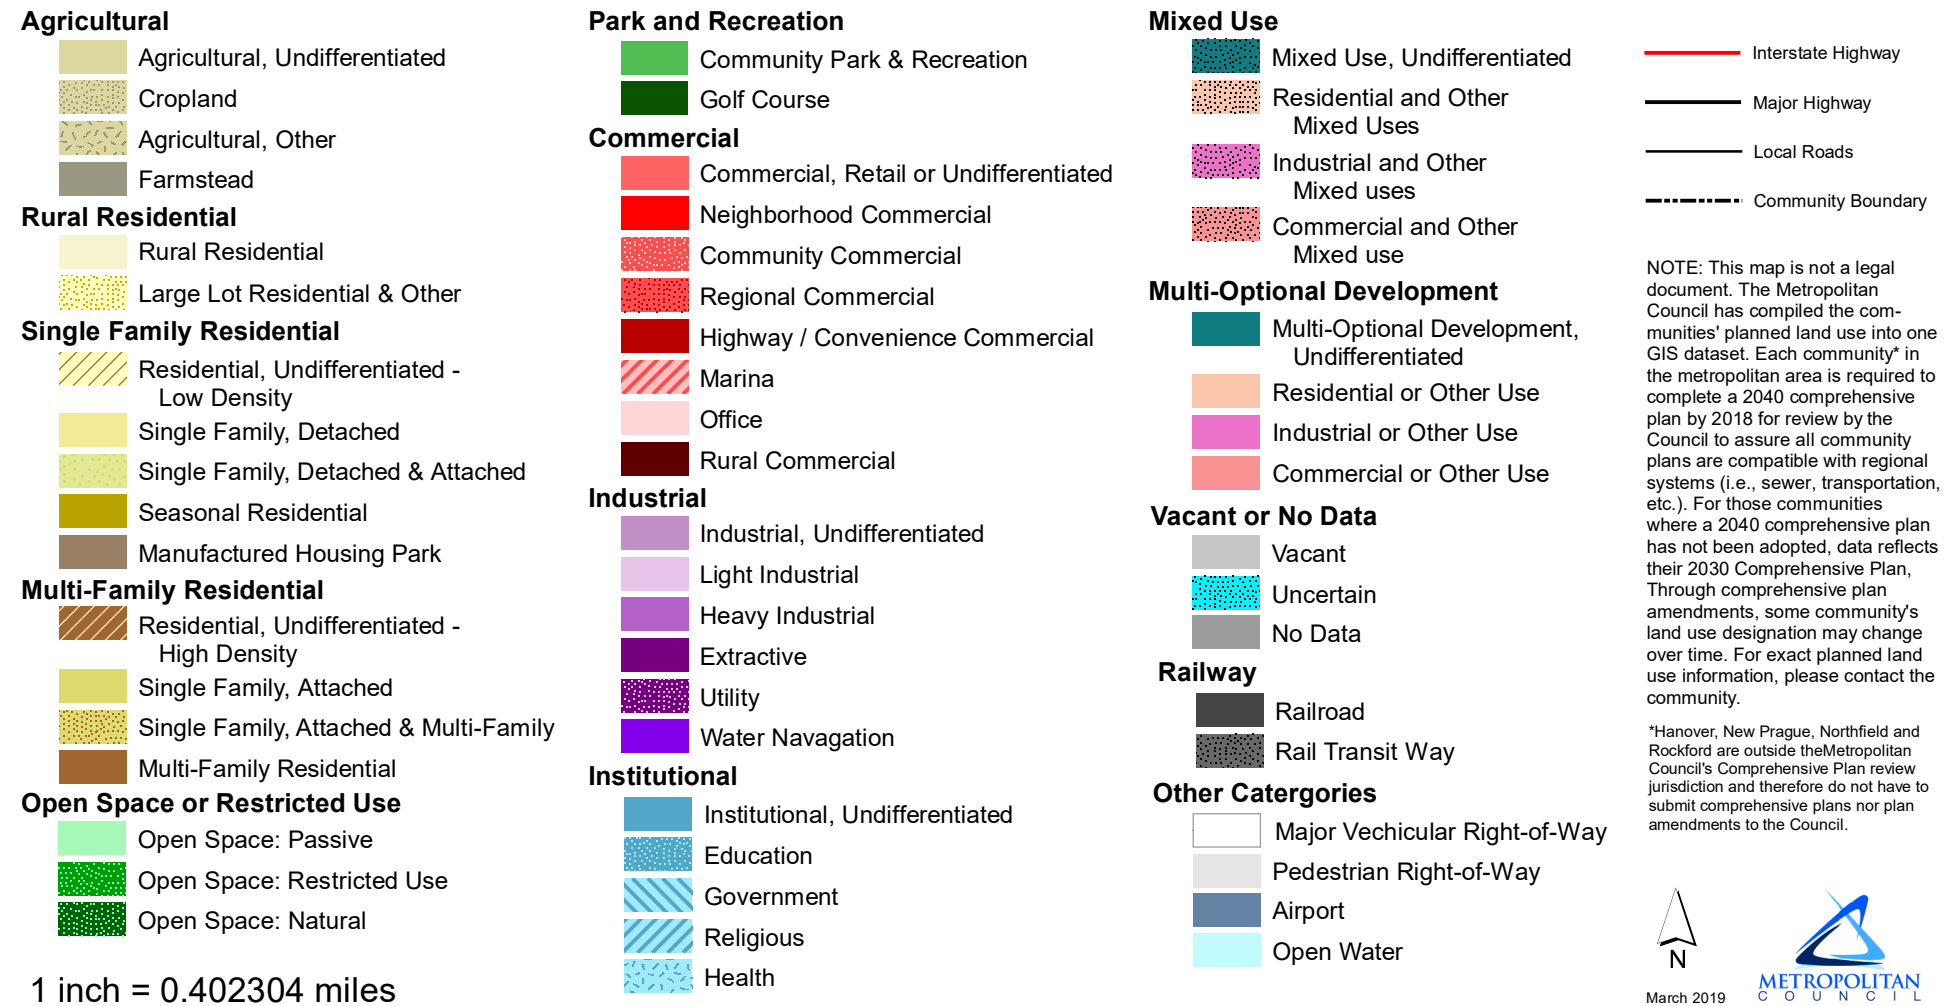 Agricultural
Agricultural, Undifferentiated
Cropland
Agricultural, Other
Farmstead
Rural Residential
Rural Residential
Large Lot Residential & Other
Single Family Residential
Residential, Undifferentiated -
Low Density
Single Family, Detached
Single Family, Detached & Attached
Seasonal Residential
Manufactured Housing Park
Multi-Family Residential
Residential, Undifferentiated -
High Density
Single Family, Attached
Single Family, Attached & Multi-Family
Multi-Family Residential
Open Space or Restricted Use
Open Space: Passive
Open Space: Restricted Use
Open Space: Natural
1 inch = 0.402304 miles
Park and Recreation
Community Park & Recreation
Golf Course
Commercial
Commercial, Retail or Undifferentiated
Neighborhood Commercial
Community Commercial
Regional Commercial
Highway / Convenience Commercial
Marina
Office
Rural Commercial
Industrial
Industrial, Undifferentiated
Light Industrial
Heavy Industrial
Extractive
Utility
Water Navagation
Institutional
Institutional, Undifferentiated
Education
Government
Religious
Health
Mixed Use
Mixed Use, Undifferentiated
Residential and Other
Mixed Uses
Industrial and Other
Mixed uses
Commercial and Other
Mixed use
Multi-Optional Development
Multi-Optional Development,
Undifferentiated
Residential or Other Use
Industrial or Other Use
Commercial or Other Use
Vacant or No Data
Vacant
Uncertain
No Data
Railway
Railroad
Rail Transit Way
Other Catergories
Major Vechicular Right-of-Way
Pedestrian Right-of-Way
Airport
Open Water
Interstate Highway
Major Highway
Local Roads
Community Boundary
NOTE: This map is not a legal
document. The Metropolitan
Council has compiled the com-
munities' planned land use into one
GIS dataset. Each community* in
the metropolitan area is required to
complete a 2040 comprehensive
plan by 2018 for review by the
Council to assure all community
plans are compatible with regional
systems (i.e., sewer, transportation,
etc.). For those communities
where a 2040 comprehensive plan
has not been adopted, data reflects
their 2030 Comprehensive Plan,
Through comprehensive plan
amendments, some community's
land use designation may change
over time. For exact planned land
use information, please contact the
community.
*Hanover, New Prague, Northfield and
Rockford are outside theMetropolitan
Council's Comprehensive Plan review
jurisdiction and therefore do not have to
submit comprehensive plans nor plan
amendments to the Council.
N
March 2019
METROPOLITAN
COUNCIL